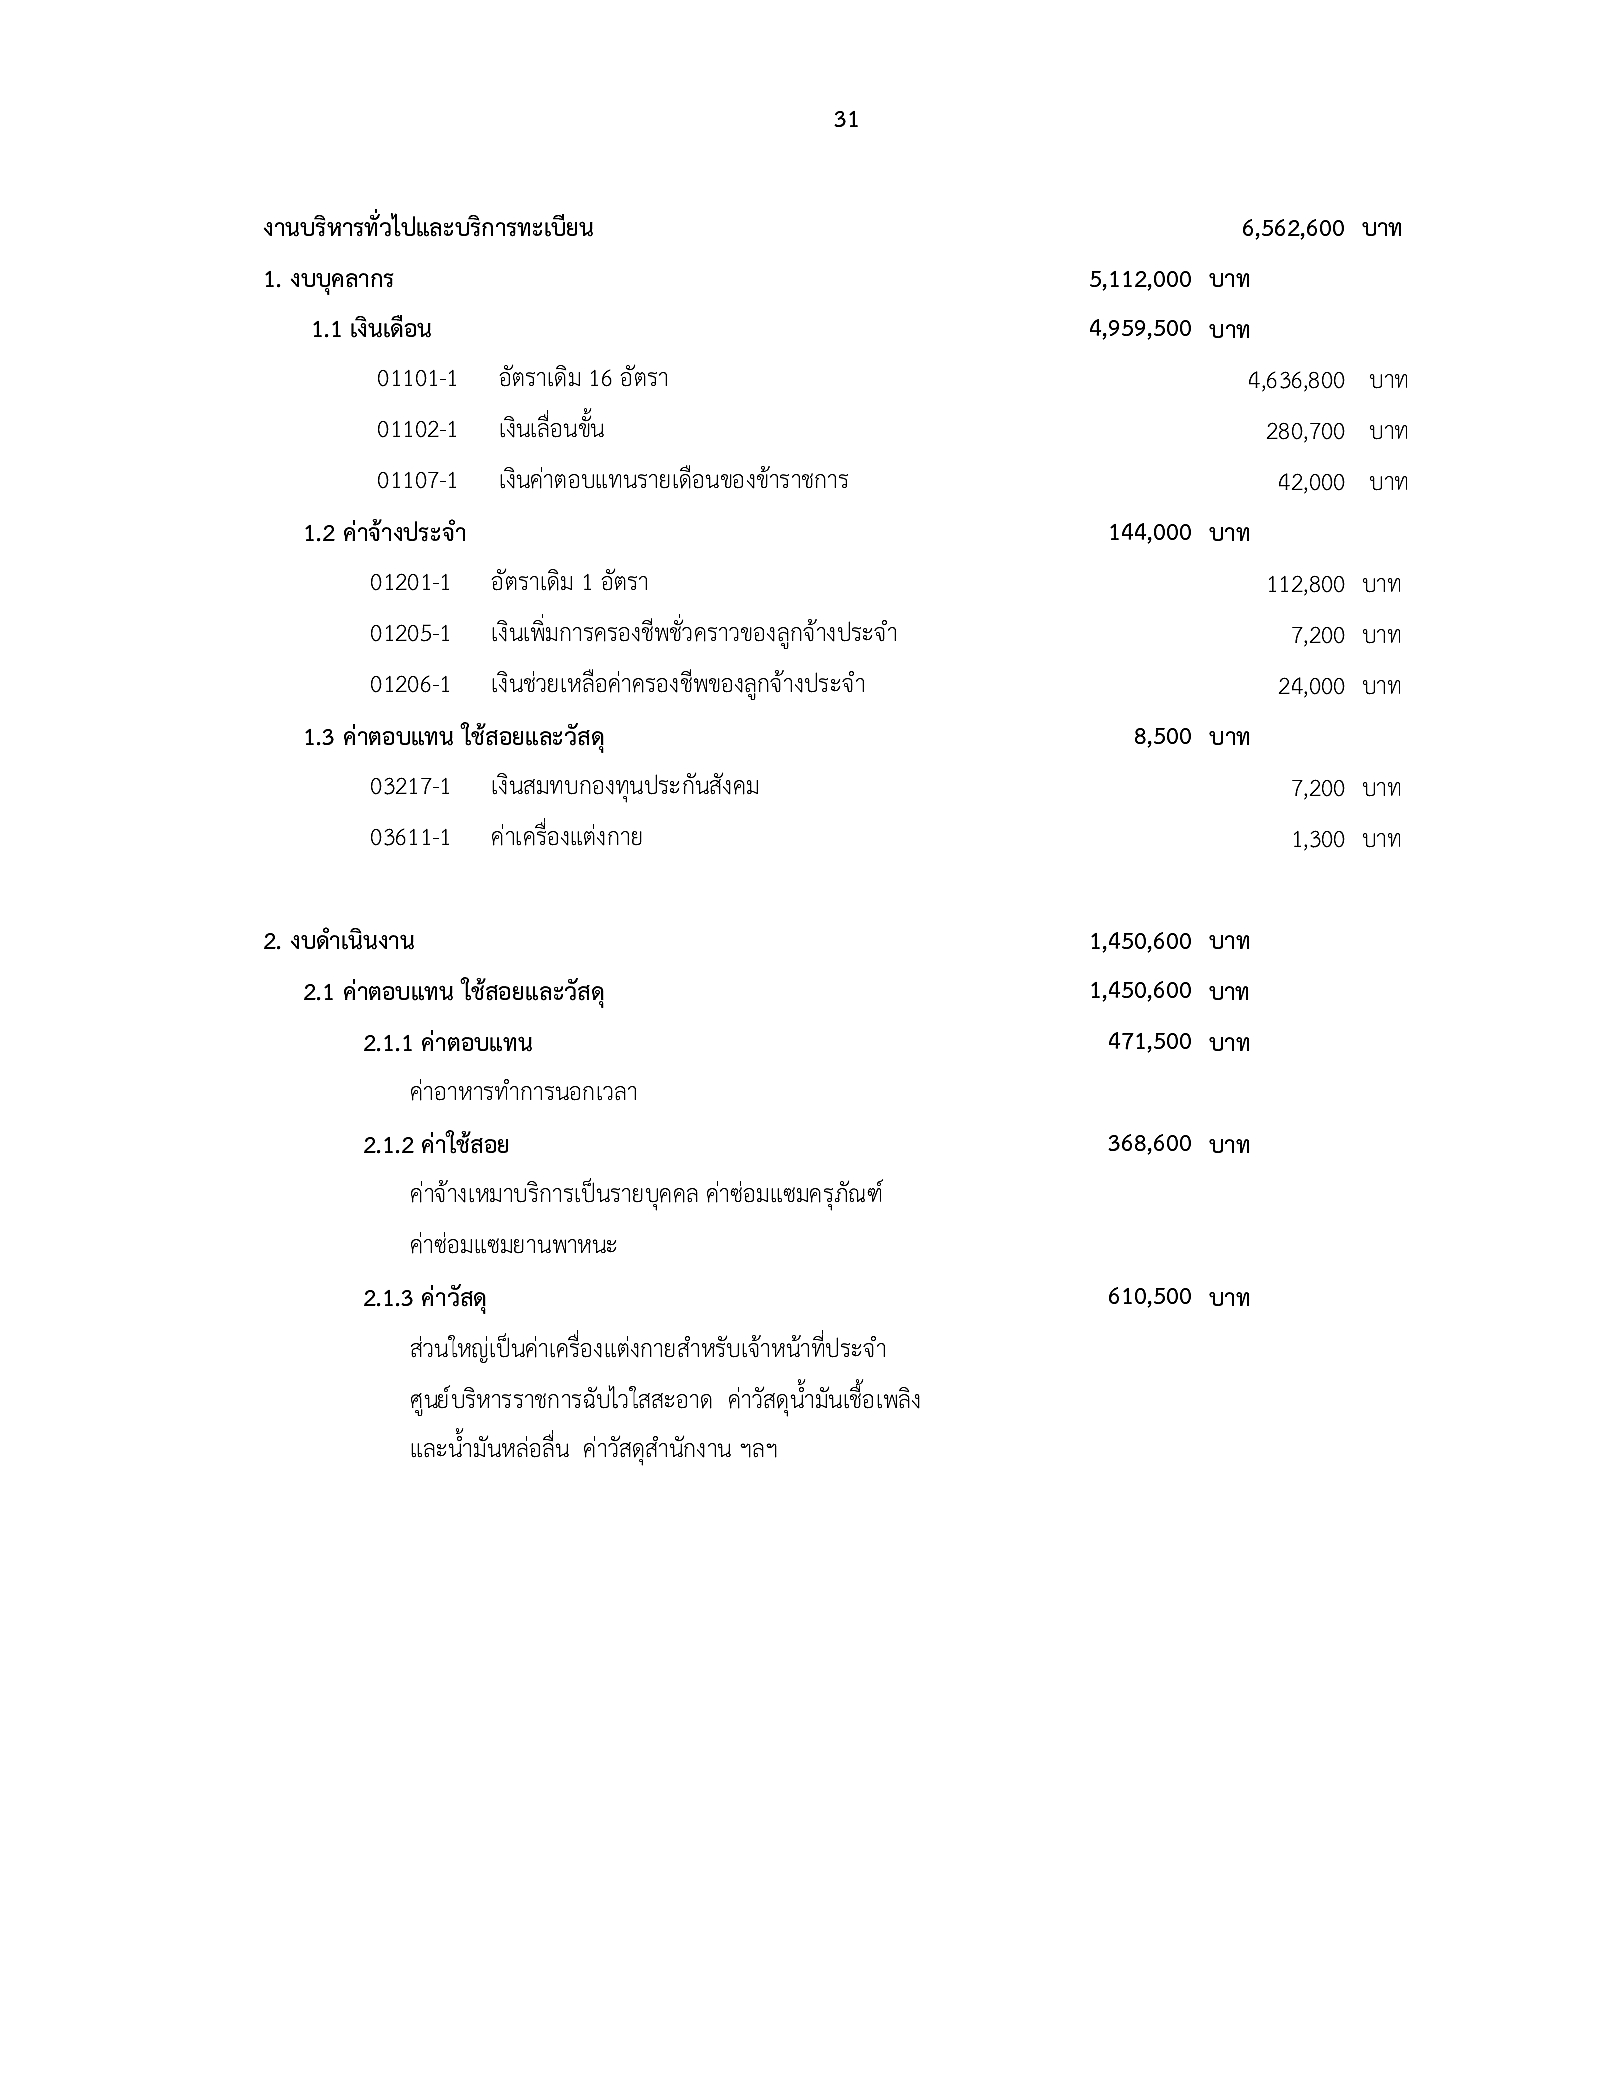 31
งานบริหารทั่วไปและบริการทะเบียน 6,562,600 บาท
1. งบบุคลากร 5,112,000 บาท
1.1 เงินเดือน 4,959,500 บาท
01101-1 อัตราเดิม 16 อัตรา 4,636,800 บาท
01102-1 เงินเลื่อนขั้น 280,700 บาท
01107-1 เงินค่าตอบแทนรายเดือนของข้าราชการ 42,000 บาท
1.2 ค่าจ้างประจำ 144,000 บาท
01201-1 อัตราเดิม 1 อัตรา 112,800 บาท
01205-1 เงินเพิ่มการครองชีพชั่วคราวของลูกจ้างประจำ 7,200 บาท
01206-1 เงินช่วยเหลือค่าครองชีพของลูกจ้างประจำ 24,000 บาท
1.3 ค่าตอบแทน ใช้สอยและวัสดุ 8,500 บาท
03217-1 เงินสมทบกองทุนประกันสังคม 7,200 บาท
03611-1 ค่าเครื่องแต่งกาย 1,300 บาท
2. งบดำเนินงาน 1,450,600 บาท
2.1 ค่าตอบแทน ใช้สอยและวัสดุ 1,450,600 บาท
2.1.1 ค่าตอบแทน 471,500 บาท
ค่าอาหารทำการนอกเวลา
2.1.2 ค่าใช้สอย 368,600 บาท
ค่าจ้างเหมาบริการเป็นรายบุคคล ค่าซ่อมแซมครุภัณฑ์
ค่าซ่อมแซมยานพาหนะ
2.1.3 ค่าวัสดุ 610,500 บาท
ส่วนใหญ่เป็นค่าเครื่องแต่งกายสำหรับเจ้าหน้าที่ประจำ
ศูนย์บริหารราชการฉับไวใสสะอาด ค่าวัสดุน้ำมันเชื้อเพลิง
และน้ำมันหล่อลื่น ค่าวัสดุสำนักงาน ฯลฯ